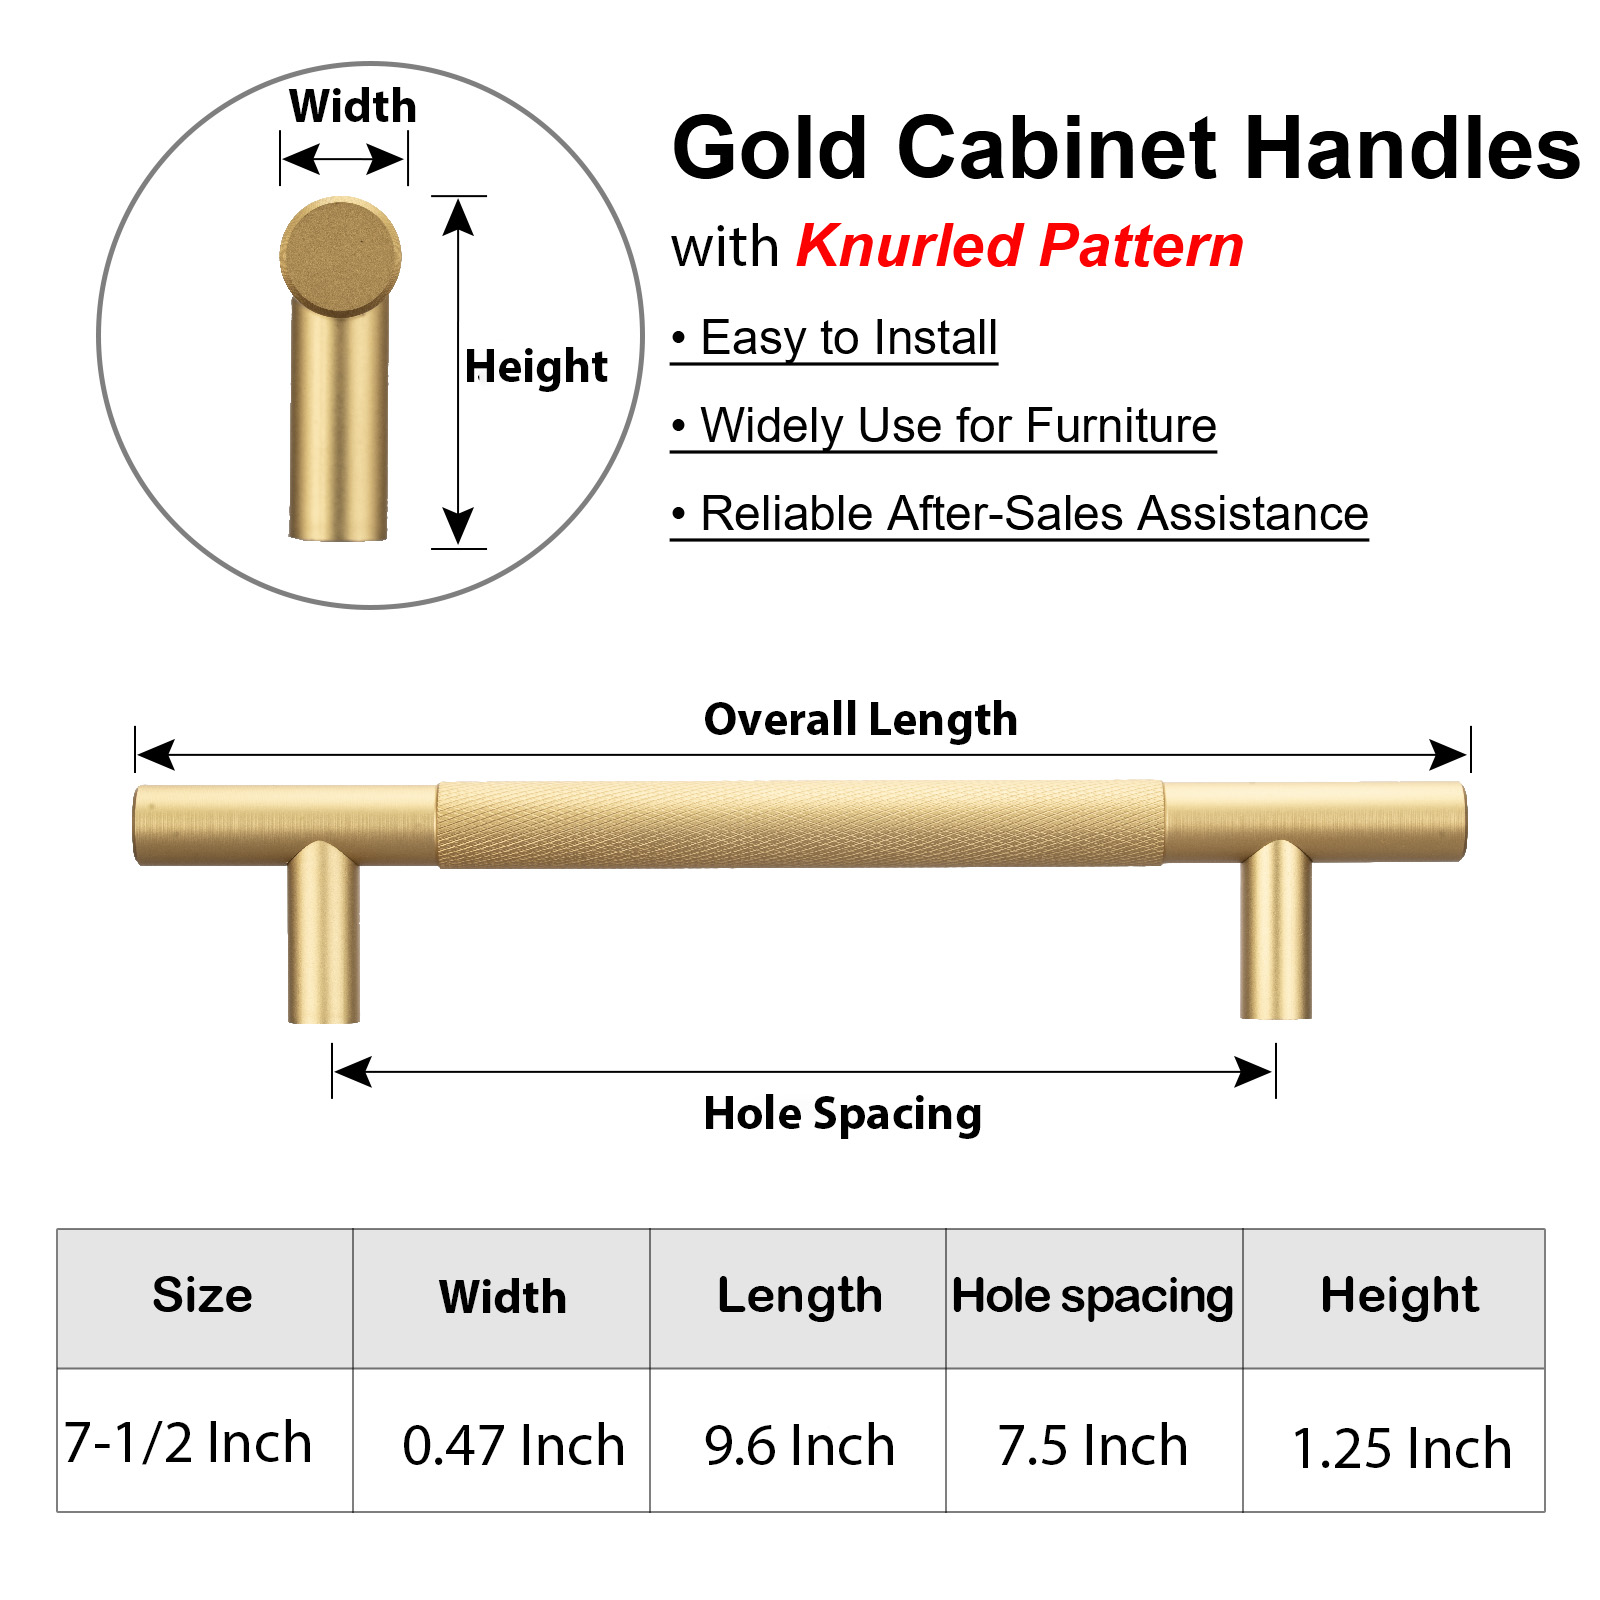 Width
Height
Gold Cabinet Handles
with Knurled Pattern
• Easy to Install
• Widely Use for Furniture
• Reliable After-Sales Assistance
Overall Length
Hole Spacing
Size Width Length Hole spacing Height
7-1/2 Inch 0.47 Inch 9.6 Inch 7.5 Inch 1.25 Inch